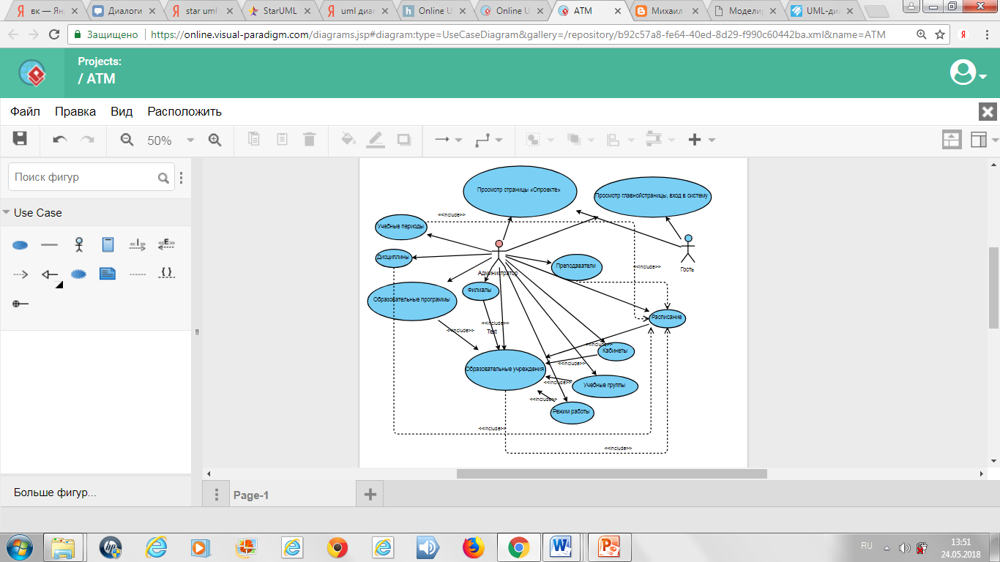 вк — Янд
Диалоги
star uml
StarUML
uml диаг
Online U
Online U
ATM
Михаил
Модели
UML-ди
Защищено
https://online.visual-paradigm.com/diagrams.jsp#diagram:type=UseCaseDiagram&gallery=/repository/b92c57a8-fe64-40ed-8d29-f990c60442ba.xml&name=ATM
Projects:
/ ATM
Файл Правка Вид Расположить
50%
Поиск фигур
Use Case
Больше фигур...
Просмотр страницы «Опроекте»
Просмотр главнойстраницы, вход в систему
<<include>>
Учебные периоды
Дисциплины
Администратор
Преподаватели
<<include>>
Гость
Филиалы
Образовательные программы
Расписание
<<include>>
<<include>>
Text
<<include>>
Кабинеты
<<include>>
Образовательные учреждения
<<include>>
Учебные группы
<<include>>
Режим работы
<<include>>
<<include>>
Page-1
RU
13:51
24.05.2018